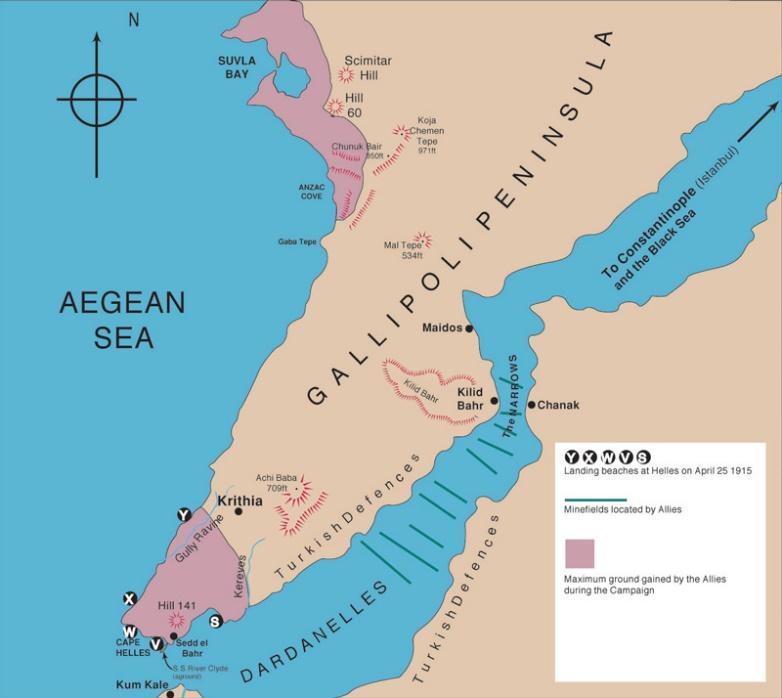 N
SUVLA
BAY
Scimitar
Hill
Hill
60
Koja
Chemen
Tepe
971ft
Chunuk Bair
850ft
ANZAC
COVE
Gaba Tepe
Mal Tepe
534ft
GALLIPOLI PENINSULA
To Constantinople (Istanbul)
and the Black Sea
AEGEAN
SEA
Maidos
The NARROWS
Kilid Bahr
Kilid
Bahr
Chanak
Achi Baba
709ft
Krithia
Turkish Defences
Turkish Defences
Y
Gully Ravine
Kereves
X
Hill 141
W
S
V
CAPE
HELLES
Sedd el
Bahr
S S River Clyde
(aground)
DARDANELLES
Kum Kale
Y X W V S
Landing beaches at Helles on April 25 1915
Minefields located by Allies
Maximum ground gained by the Allies
during the Campaign